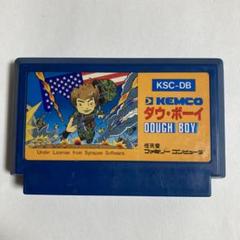 KSC-DB
KEMCO
ダウ・ボーイ
DOUGH BOY
任天堂
ファミリーコンピュータ
Under License from Synapse Software.